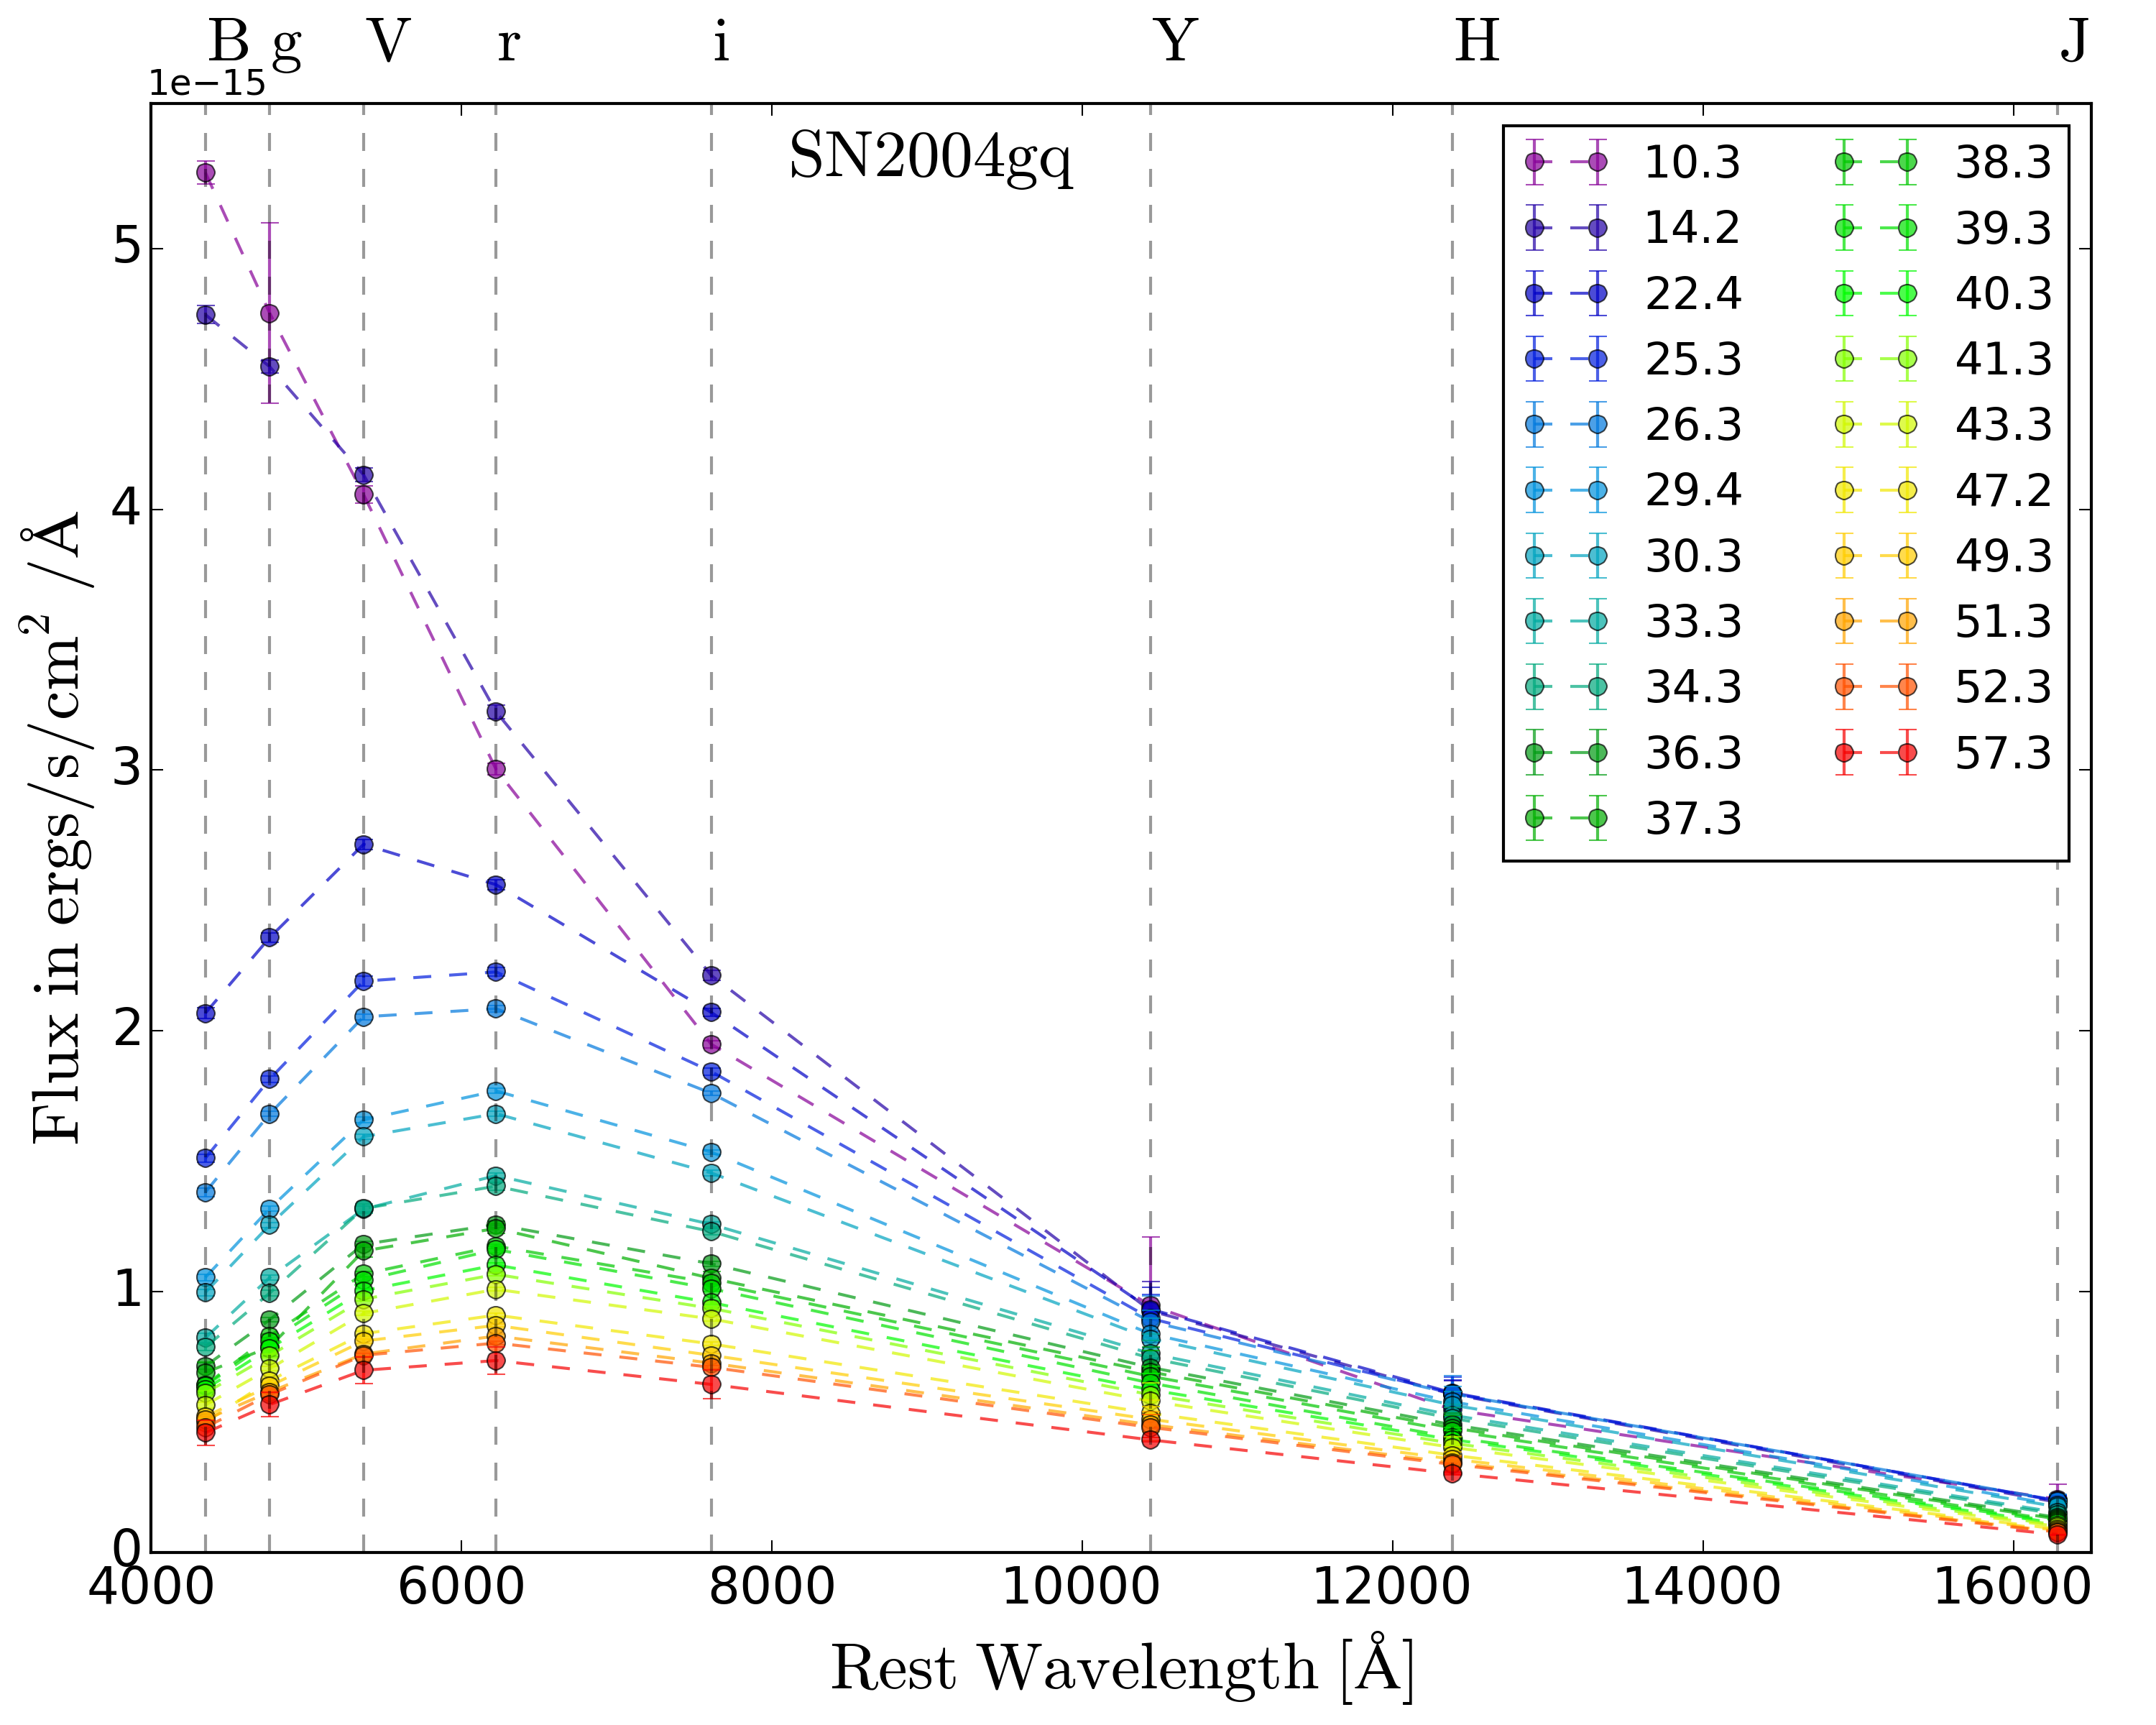 B g V r i Y H J
1e−15
SN2004gq
10.3 38.3
14.2 39.3
22.4 40.3
25.3 41.3
26.3 43.3
29.4 47.2
30.3 49.3
33.3 51.3
34.3 52.3
36.3 57.3
37.3
5
4
3
2
1
0
Flux in ergs/s/cm² /Å
4000 6000 8000 10000 12000 14000 16000
Rest Wavelength [Å]